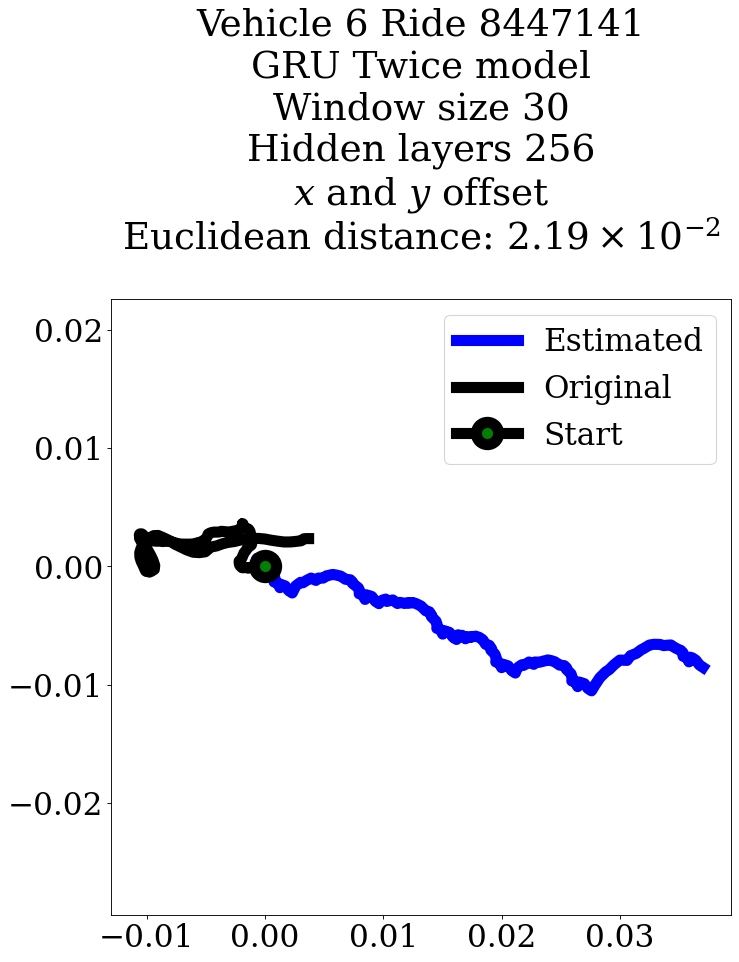 Vehicle 6 Ride 8447141
GRU Twice model
Window size 30
Hidden layers 256
x and y offset
Euclidean distance: 2.19 × 10⁻²
Estimated
Original
Start
0.02
0.01
0.00
−0.01
−0.02
−0.01 0.00 0.01 0.02 0.03